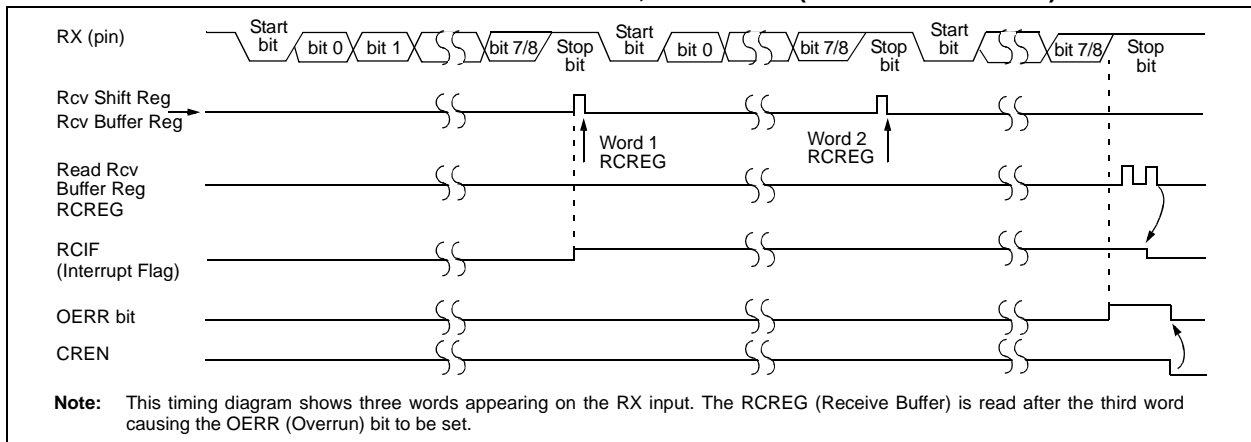 RX (pin)
Start bit
bit 0
bit 1
bit 7/8
Stop bit
Start bit
bit 0
bit 7/8
Stop bit
Start bit
bit 7/8
Stop bit
Rcv Shift Reg
Rcv Buffer Reg
Word 1
RCREG
Word 2
RCREG
Read Rcv
Buffer Reg
RCREG
RCIF
(Interrupt Flag)
OERR bit
CREN
Note: This timing diagram shows three words appearing on the RX input. The RCREG (Receive Buffer) is read after the third word
causing the OERR (Overrun) bit to be set.